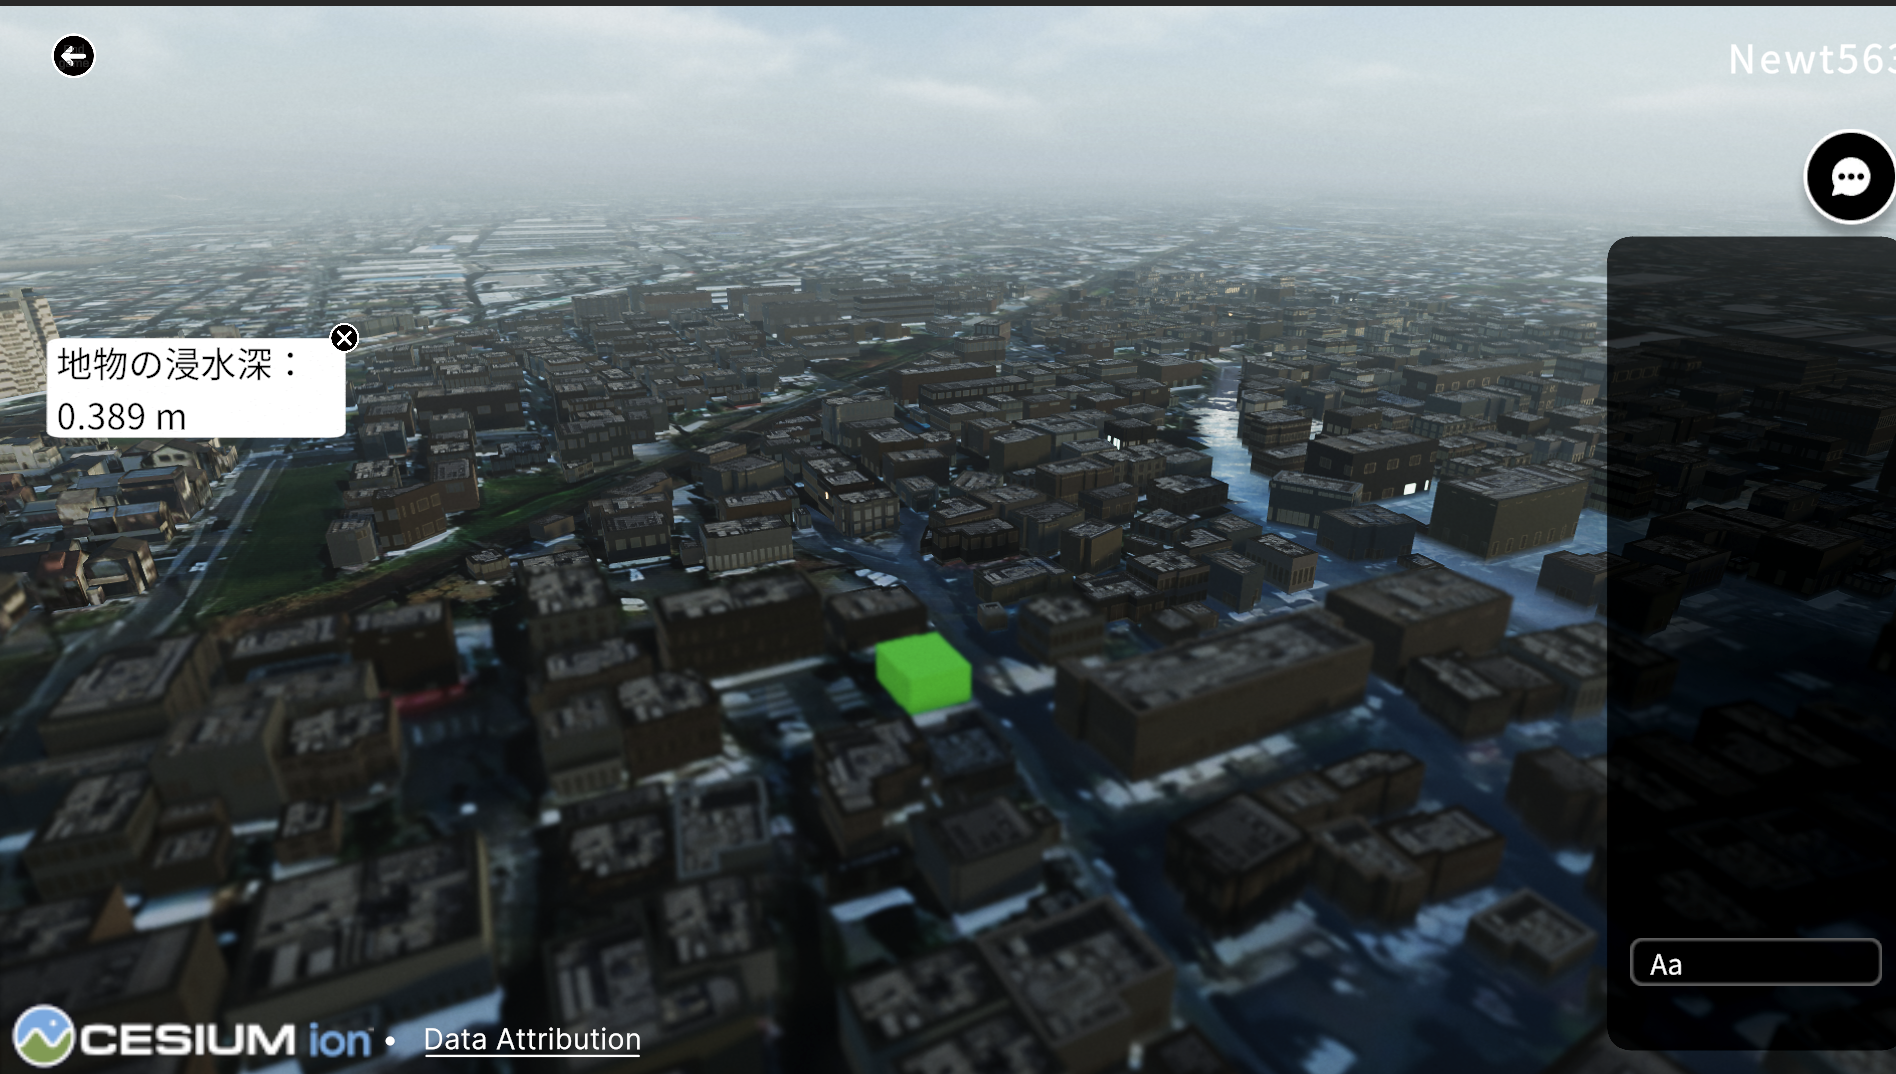 Newt563
地物の浸水深：
0.389 m
Aa
CESIUM ion • Data Attribution